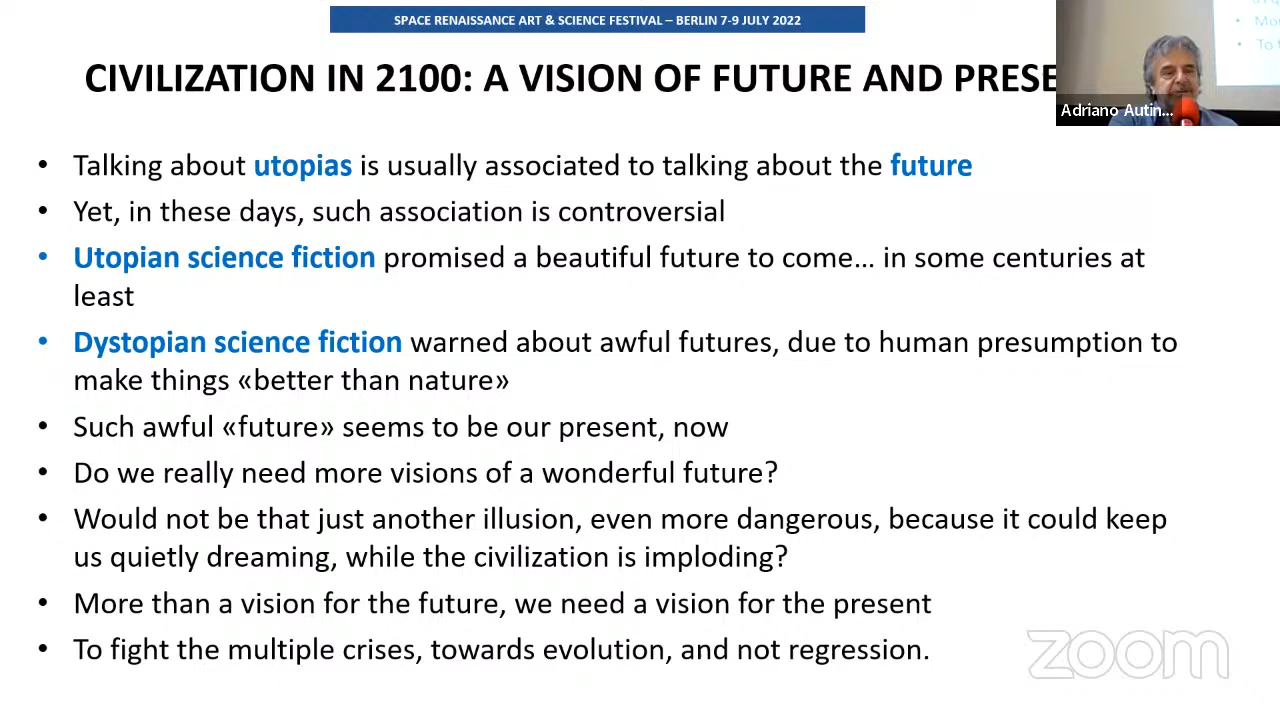 SPACE RENAISSANCE ART & SCIENCE FESTIVAL – BERLIN 7-9 JULY 2022
CIVILIZATION IN 2100: A VISION OF FUTURE AND PRESE
Adriano Autin...
• Talking about utopias is usually associated to talking about the future
• Yet, in these days, such association is controversial
• Utopian science fiction promised a beautiful future to come… in some centuries at
least
• Dystopian science fiction warned about awful futures, due to human presumption to
make things «better than nature»
• Such awful «future» seems to be our present, now
• Do we really need more visions of a wonderful future?
• Would not be that just another illusion, even more dangerous, because it could keep
us quietly dreaming, while the civilization is imploding?
• More than a vision for the future, we need a vision for the present
• To fight the multiple crises, towards evolution, and not regression.
zoom